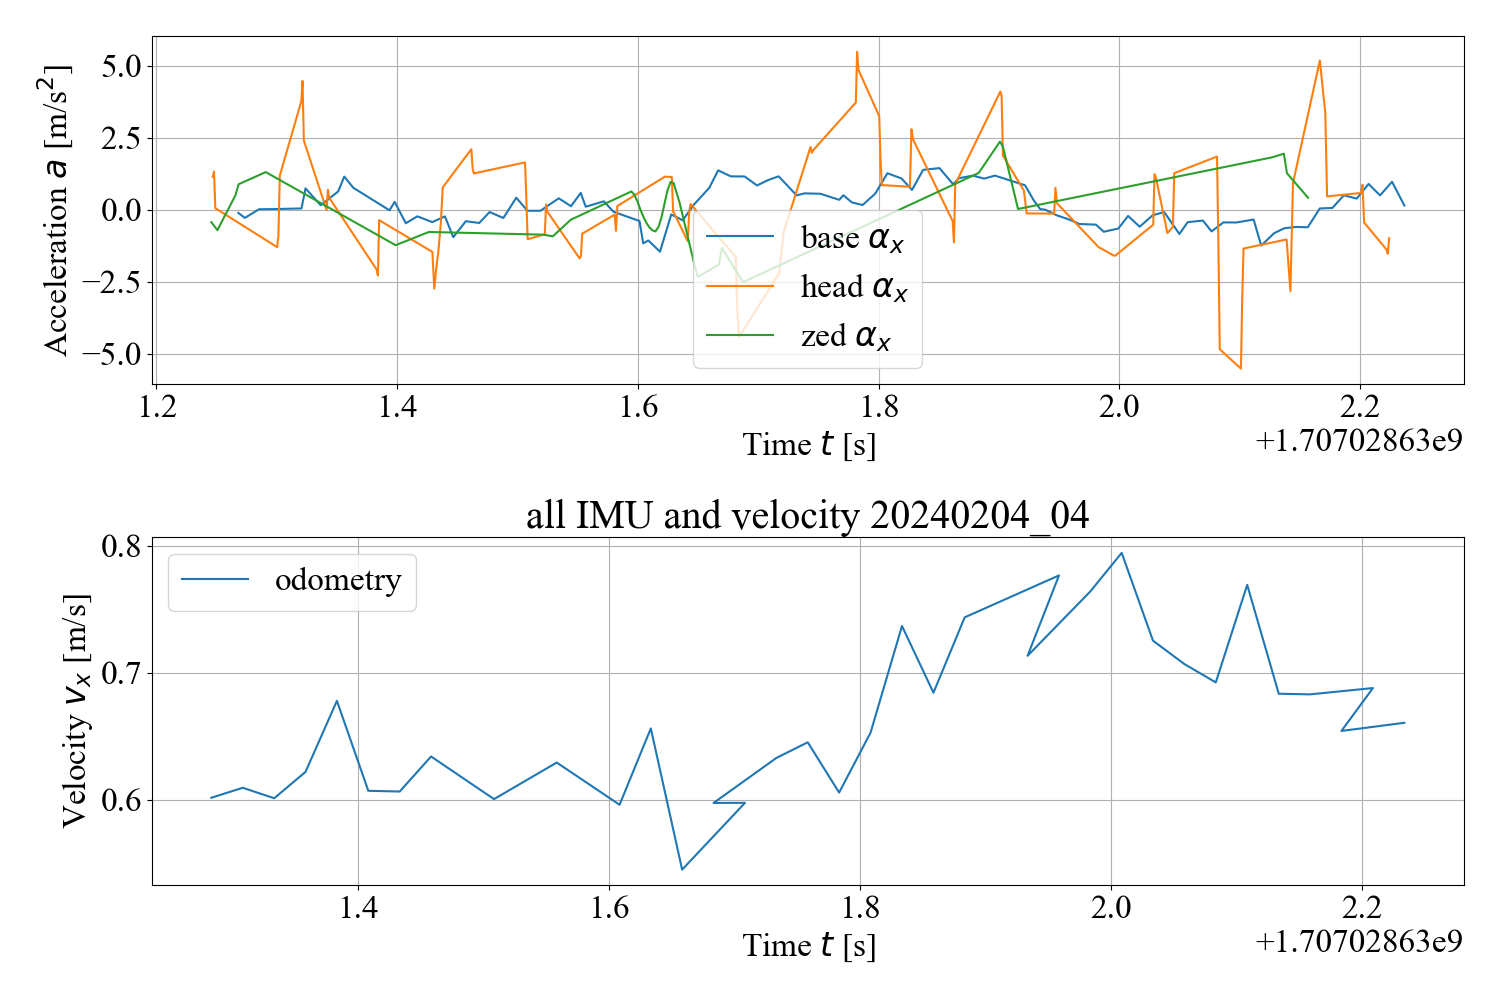 5.0
2.5
0.0
−2.5
−5.0
Acceleration a [m/s²]
base αx
head αx
zed αx
1.2 1.4 1.6 1.8 2.0 2.2
Time t [s]
+1.70702863e9
all IMU and velocity 20240204_04
0.8
0.7
0.6
Velocity vx [m/s]
odometry
1.4 1.6 1.8 2.0 2.2
Time t [s]
+1.70702863e9